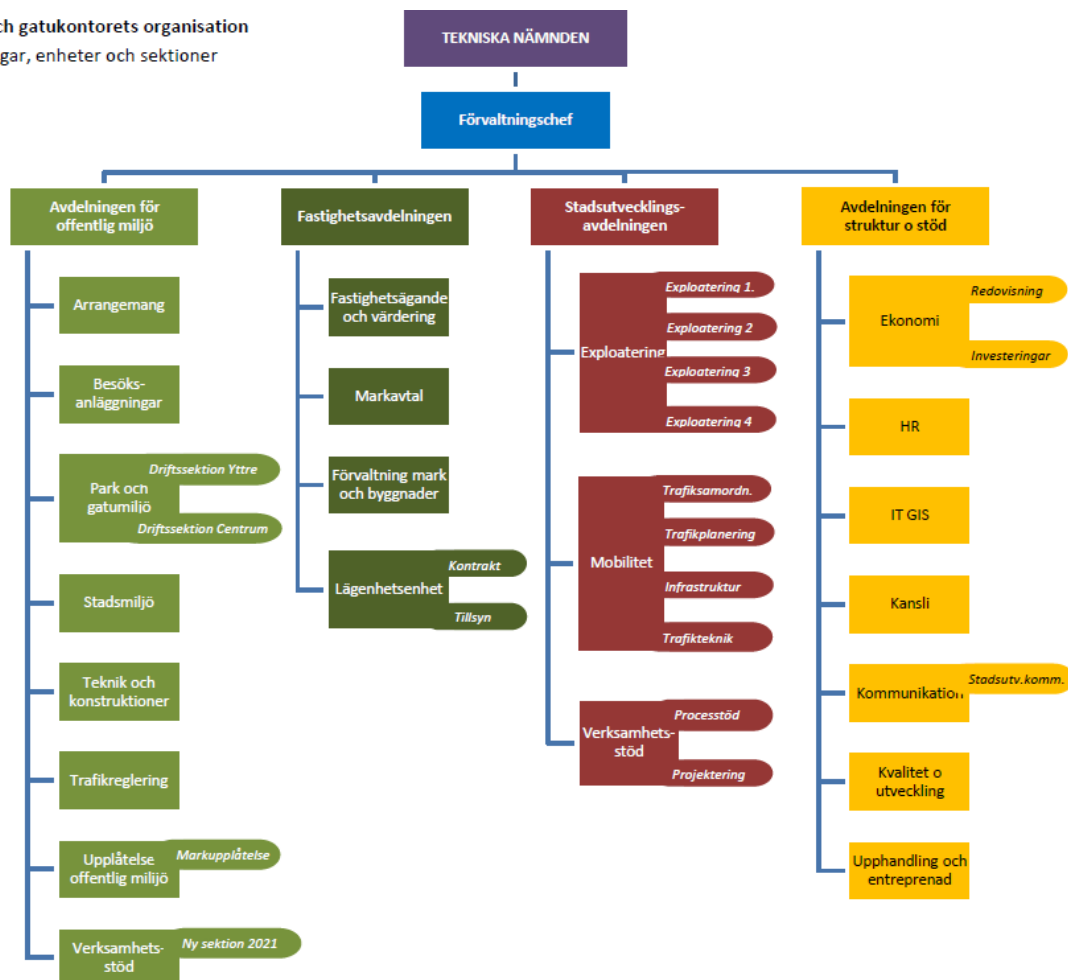 ch gatukontorets organisation
gar, enheter och sektioner
TEKNISKA NÄMNDEN
Förvaltningschef
Avdelningen för
offentlig miljö
Arrangemang
Besöks-
anläggningar
Park och
gatumiljö
Driftssektion Yttre
Driftssektion Centrum
Stadsmiljö
Teknik och
konstruktioner
Trafikreglering
Upplåtelse
offentlig milijö
Markupplåtelse
Verksamhets-
stöd
Ny sektion 2021
Fastighetsavdelningen
Fastighetsägande
och värdering
Markavtal
Förvaltning mark
och byggnader
Lägenhetsenhet
Kontrakt
Tillsyn
Stadsutvecklings-
avdelningen
Exploatering
Exploatering 1.
Exploatering 2
Exploatering 3
Exploatering 4
Mobilitet
Trafiksamordn.
Trafikplanering
Infrastruktur
Trafikteknik
Verksamhets-
stöd
Processtöd
Projektering
Avdelningen för
struktur o stöd
Ekonomi
Redovisning
Investeringar
HR
IT GIS
Kansli
Kommunikation
Stadsutv.komm.
Kvalitet o
utveckling
Upphandling och
entreprenad